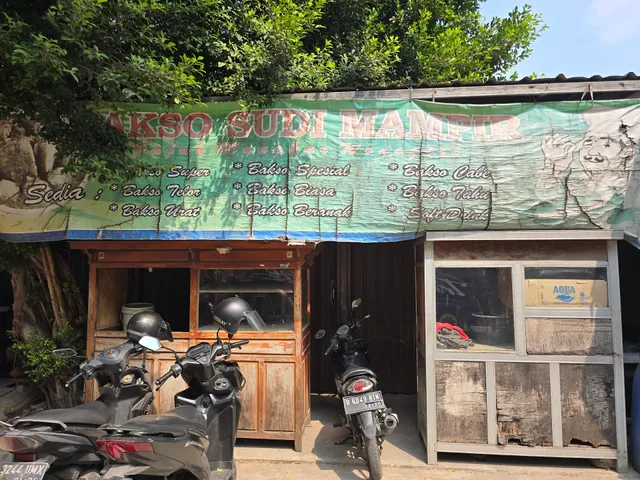 BAKSO SUDI MAMPIR
Sedia :
* Bakso Super
* Bakso Telor
* Bakso Urat
* Bakso Spesial
* Bakso Biasa
* Bakso Beranak
* Bakso Cabe
* Bakso Tahu
* Soft Drink
AQUA